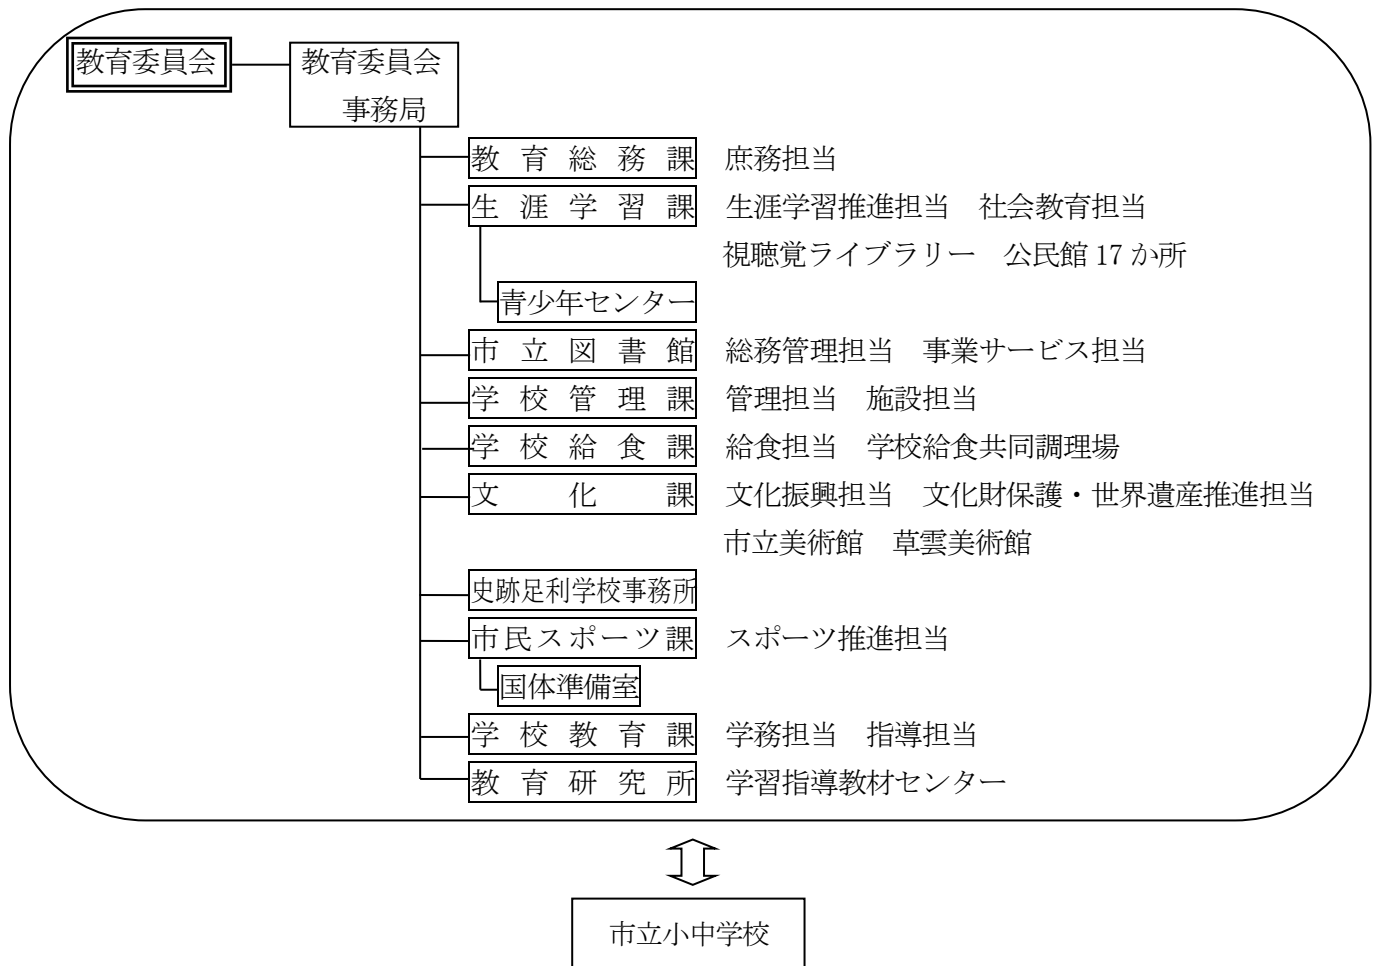 教育委員会 教育委員会
事務局
教育総務課 庶務担当
生涯学習課 生涯学習推進担当 社会教育担当
視聴覚ライブラリー 公民館 17 か所
青少年センター
市立図書館 総務管理担当 事業サービス担当
学校管理課 管理担当 施設担当
学校給食課 給食担当 学校給食共同調理場
文化課 文化振興担当 文化財保護・世界遺産推進担当
市立美術館 草雲美術館
史跡足利学校事務所
市民スポーツ課 スポーツ推進担当
国体準備室
学校教育課 学務担当 指導担当
教育研究所 学習指導教材センター
市立小中学校